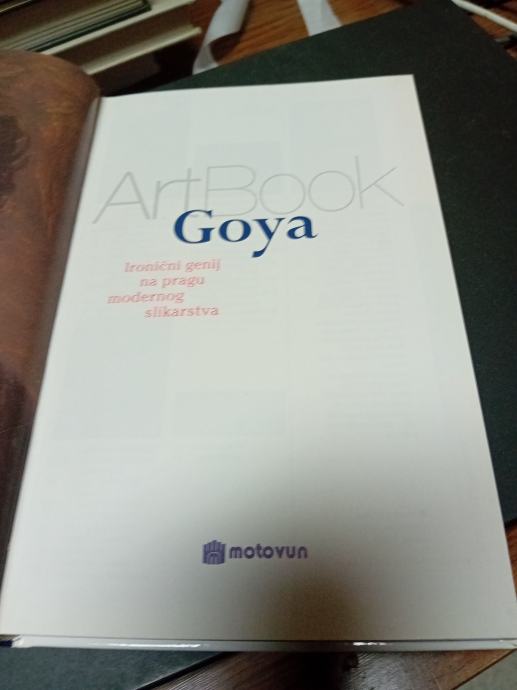 ArtBook
Goya
Ironični genij
na pragu
modernog
slikarstva
motovun